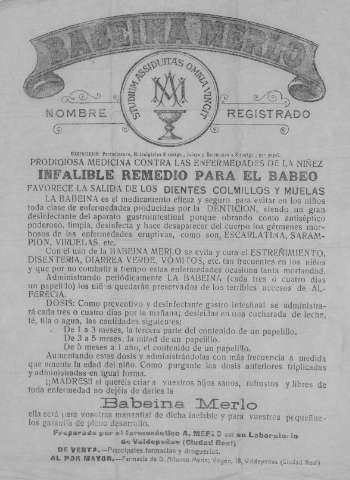 BABEINA MERLO
STUDIUM ASSIDUITAS OMNIA VINCIT
NOMBRE
REGISTRADO
PRODIGIOSA MEDICINA CONTRA LAS ENFERMEDADES DE LA NIÑEZ
INFALIBLE REMEDIO PARA EL BABEO
FAVORECE LA SALIDA DE LOS DIENTES COLMILLOS Y MUELAS
LA BABEINA es el medicamento eficaz y seguro para evitar en los niños
toda clase de enfermedades producidas por la DENTICION, siendo un gran
desinfectante del aparato gastrointestinal porque obrando como antiséptico
poderoso, limpia, desinfecta y hace desaparecer del cuerpo los gérmenes mor-
bosos de las enfermedades eruptivas, como son, ESCARLATINA, SARAM-
PION, VIRUELAS, etc.
Con el uso de la BABEINA MERLO se evita y cura el ESTREÑIMIENTO,
DISENTERIA, DIARREA VERDE, VOMITOS, etc. tan frecuentes en los niños
y que por no combatir a tiempo estas enfermedades ocasiona tanta mortandad.
Administrando periódicamente LA BABEINA (cada tres o cuatro dias
un papelillo) los niños quedarán preservados de los terribles accesos de AL-
FERECIA.
DOSIS: Como preventivo y desinfectante gastro intestinal se administra-
rá cada tres o cuatro dias por la mañana; desleidas en una cucharada de leche,
té, tila o agua, las cantidades siguientes:
De 1 a 3 meses, la tercera parte del contenido de un papelillo.
De 3 a 5 meses, la mitad de un papelillo.
De 5 meses a 1 año, el contenido de un papelillo.
Aumentando estas dosis y administrándolas con más frecuencia a medida
que aumenta la edad del niño. Como purgante las dosis anteriores triplicadas
y administradas en igual forma.
¡¡MADRES!! si queréis criar a vuestros hijos sanos, robustos y libres de
toda enfermedad no dejéis de darles la
Babeina Merlo
ella será para vosotras manantial de dicha inefable y para vuestros pequeñue-
los garantía de pleno desarrollo.
Preparada por el farmacéutico A. MERLO en su Laboratorio
de Valdepeñas (Ciudad Real)
DE VENTA.—Principales farmacias y droguerías.
AL POR MAYOR.—Farmacia de D. Merlo, Virgen, 18, Valdepeñas (Ciudad Real)